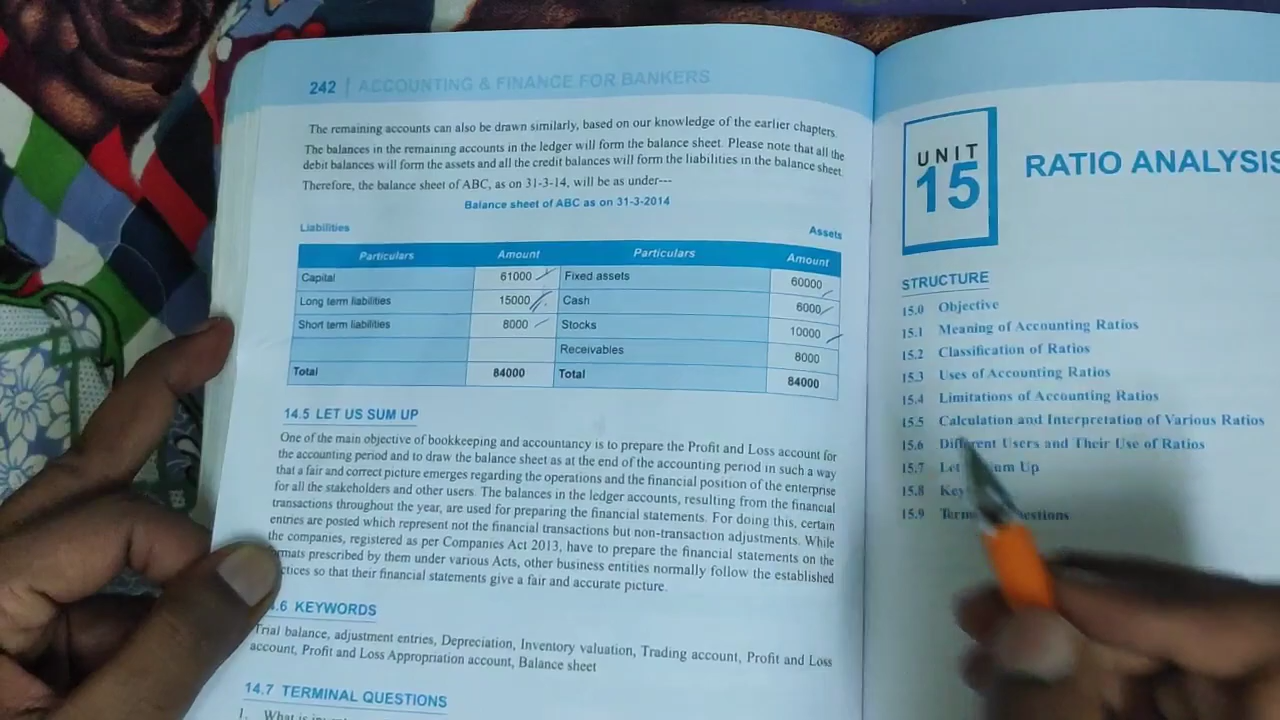 242 | ACCOUNTING & FINANCE FOR BANKERS
The remaining accounts can also be drawn similarly, based on our knowledge of the earlier chapters.
The balances in the remaining accounts in the ledger will form the balance sheet. Please note that all the
debit balances will form the assets and all the credit balances will form the liabilities in the balance sheet.
Therefore, the balance sheet of ABC, as on 31-3-14, will be as under---
Balance sheet of ABC as on 31-3-2014
Liabilities Assets
Particulars Amount Particulars Amount
Capital 61000 Fixed assets 60000
Long term liabilities 15000 Cash 6000
Short term liabilities 8000 Stocks 10000
Receivables 8000
Total 84000 Total 84000
14.5 LET US SUM UP
One of the main objective of bookkeeping and accountancy is to prepare the Profit and Loss account for
the accounting period and to draw the balance sheet as at the end of the accounting period in such a way
that a fair and correct picture emerges regarding the operations and the financial position of the enterprise
for all the stakeholders and other users. The balances in the ledger accounts, resulting from the financial
transactions throughout the year, are used for preparing the financial statements. For doing this, certain
entries are posted which represent not the financial transactions but non-transaction adjustments. While
the companies, registered as per Companies Act 2013, have to prepare the financial statements on the
prescribed by them under various Acts, other business entities normally follow the established
so that their financial statements give a fair and accurate picture.
.6 KEYWORDS
Trial balance, adjustment entries, Depreciation, Inventory valuation, Trading account, Profit and Loss
account, Profit and Loss Appropriation account, Balance sheet
14.7 TERMINAL QUESTIONS
1. What is
UNIT
15
RATIO ANALYSIS
STRUCTURE
15.0 Objective
15.1 Meaning of Accounting Ratios
15.2 Classification of Ratios
15.3 Uses of Accounting Ratios
15.4 Limitations of Accounting Ratios
15.5 Calculation and Interpretation of Various Ratios
15.6 Different Users and Their Use of Ratios
15.7 Let Sum Up
15.8 Key
15.9